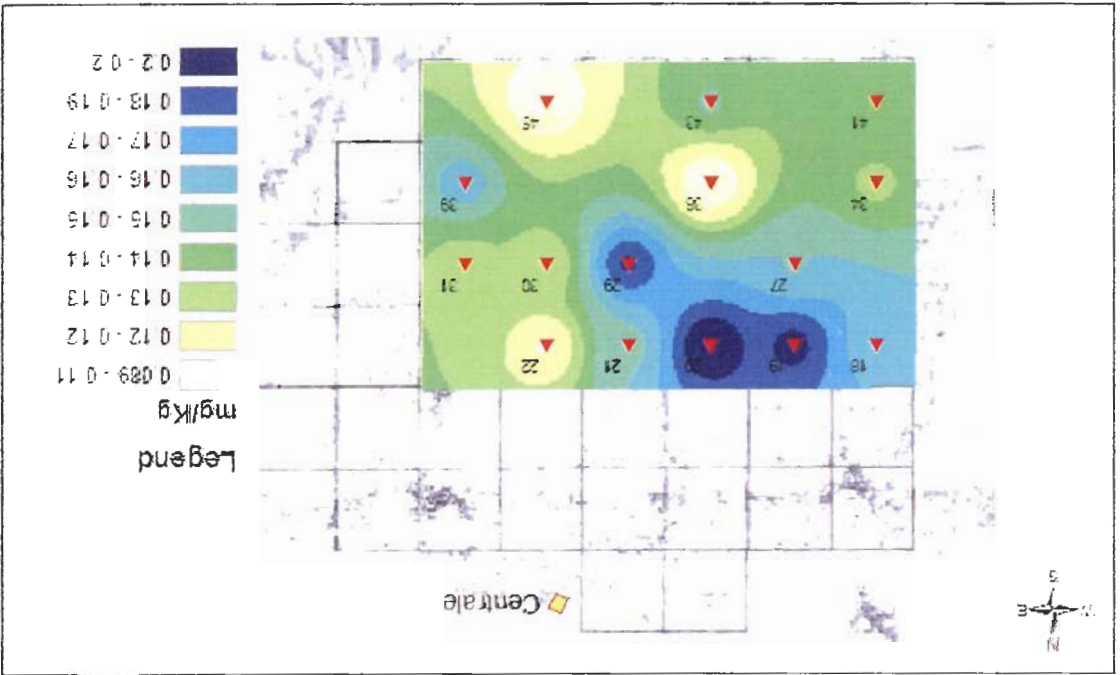 N
E
S
Centrale
Legend
mg/Kg
0.089 - 0.11
0.12 - 0.12
0.13 - 0.13
0.14 - 0.14
0.15 - 0.15
0.16 - 0.16
0.17 - 0.17
0.18 - 0.19
0.2 - 0.2
18 19 20 21 22
27 29 30 31
34 36 39
41 43 45